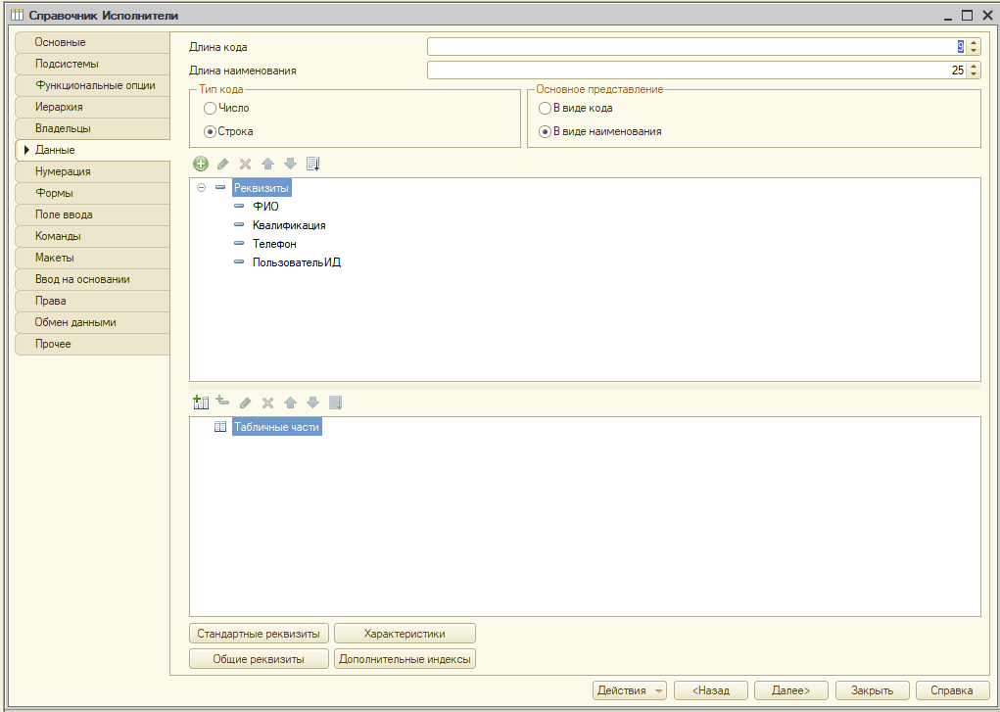 Справочник Исполнители
Основные
Подсистемы
Функциональные опции
Иерархия
Владельцы
Данные
Нумерация
Формы
Поле ввода
Команды
Макеты
Ввод на основании
Права
Обмен данными
Прочее
Длина кода 9
Длина наименования 25
Тип кода
Число
Строка
Основное представление
В виде кода
В виде наименования
Реквизиты
ФИО
Квалификация
Телефон
ПользовательИД
Табличные части
Стандартные реквизиты Характеристики
Общие реквизиты Дополнительные индексы
Действия <Назад Далее> Закрыть Справка